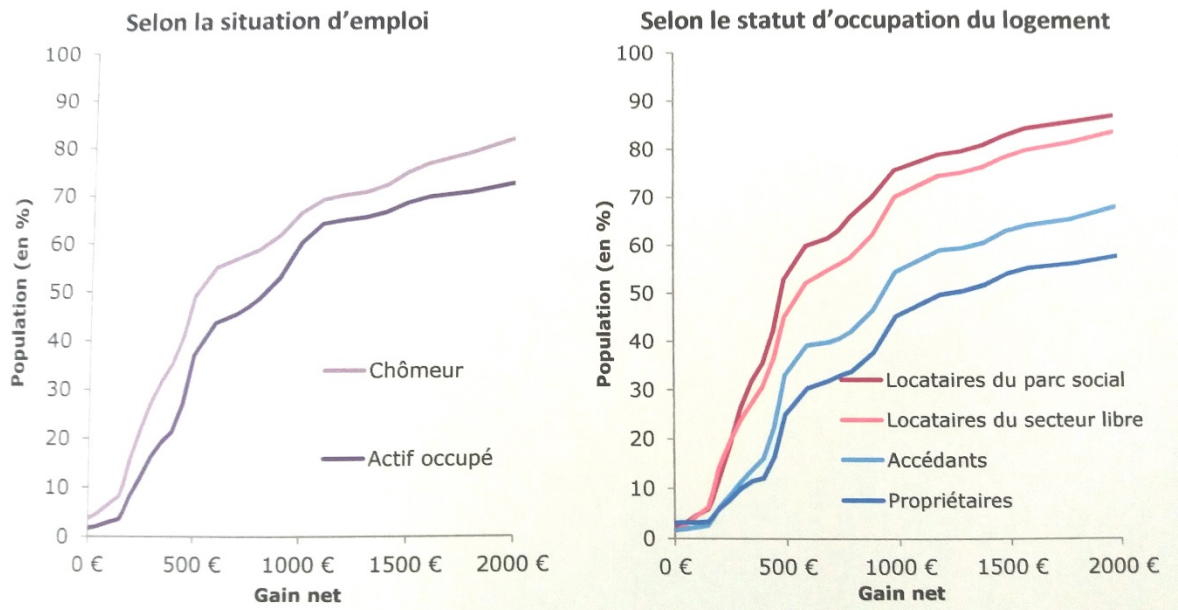 Selon la situation d'emploi
100
90
80
70
60
50
40
30
20
10
0
Population (en %)
Chômeur
Actif occupé
0 € 500 € 1000 € 1500 € 2000 €
Gain net
Selon le statut d'occupation du logement
100
90
80
70
60
50
40
30
20
10
0
Population (en %)
Locataires du parc social
Locataires du secteur libre
Accédants
Propriétaires
0 € 500 € 1000 € 1500 € 2000 €
Gain net